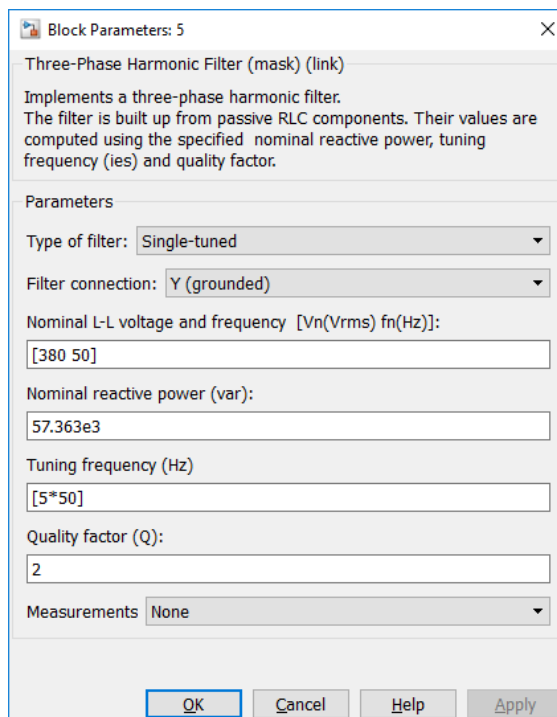 Block Parameters: 5
Three-Phase Harmonic Filter (mask) (link)
Implements a three-phase harmonic filter.
The filter is built up from passive RLC components. Their values are
computed using the specified nominal reactive power, tuning
frequency (ies) and quality factor.
Parameters
Type of filter: Single-tuned
Filter connection: Y (grounded)
Nominal L-L voltage and frequency [Vn(Vrms) fn(Hz)]:
[380 50]
Nominal reactive power (var):
57.363e3
Tuning frequency (Hz)
[5*50]
Quality factor (Q):
2
Measurements None
OK Cancel Help Apply